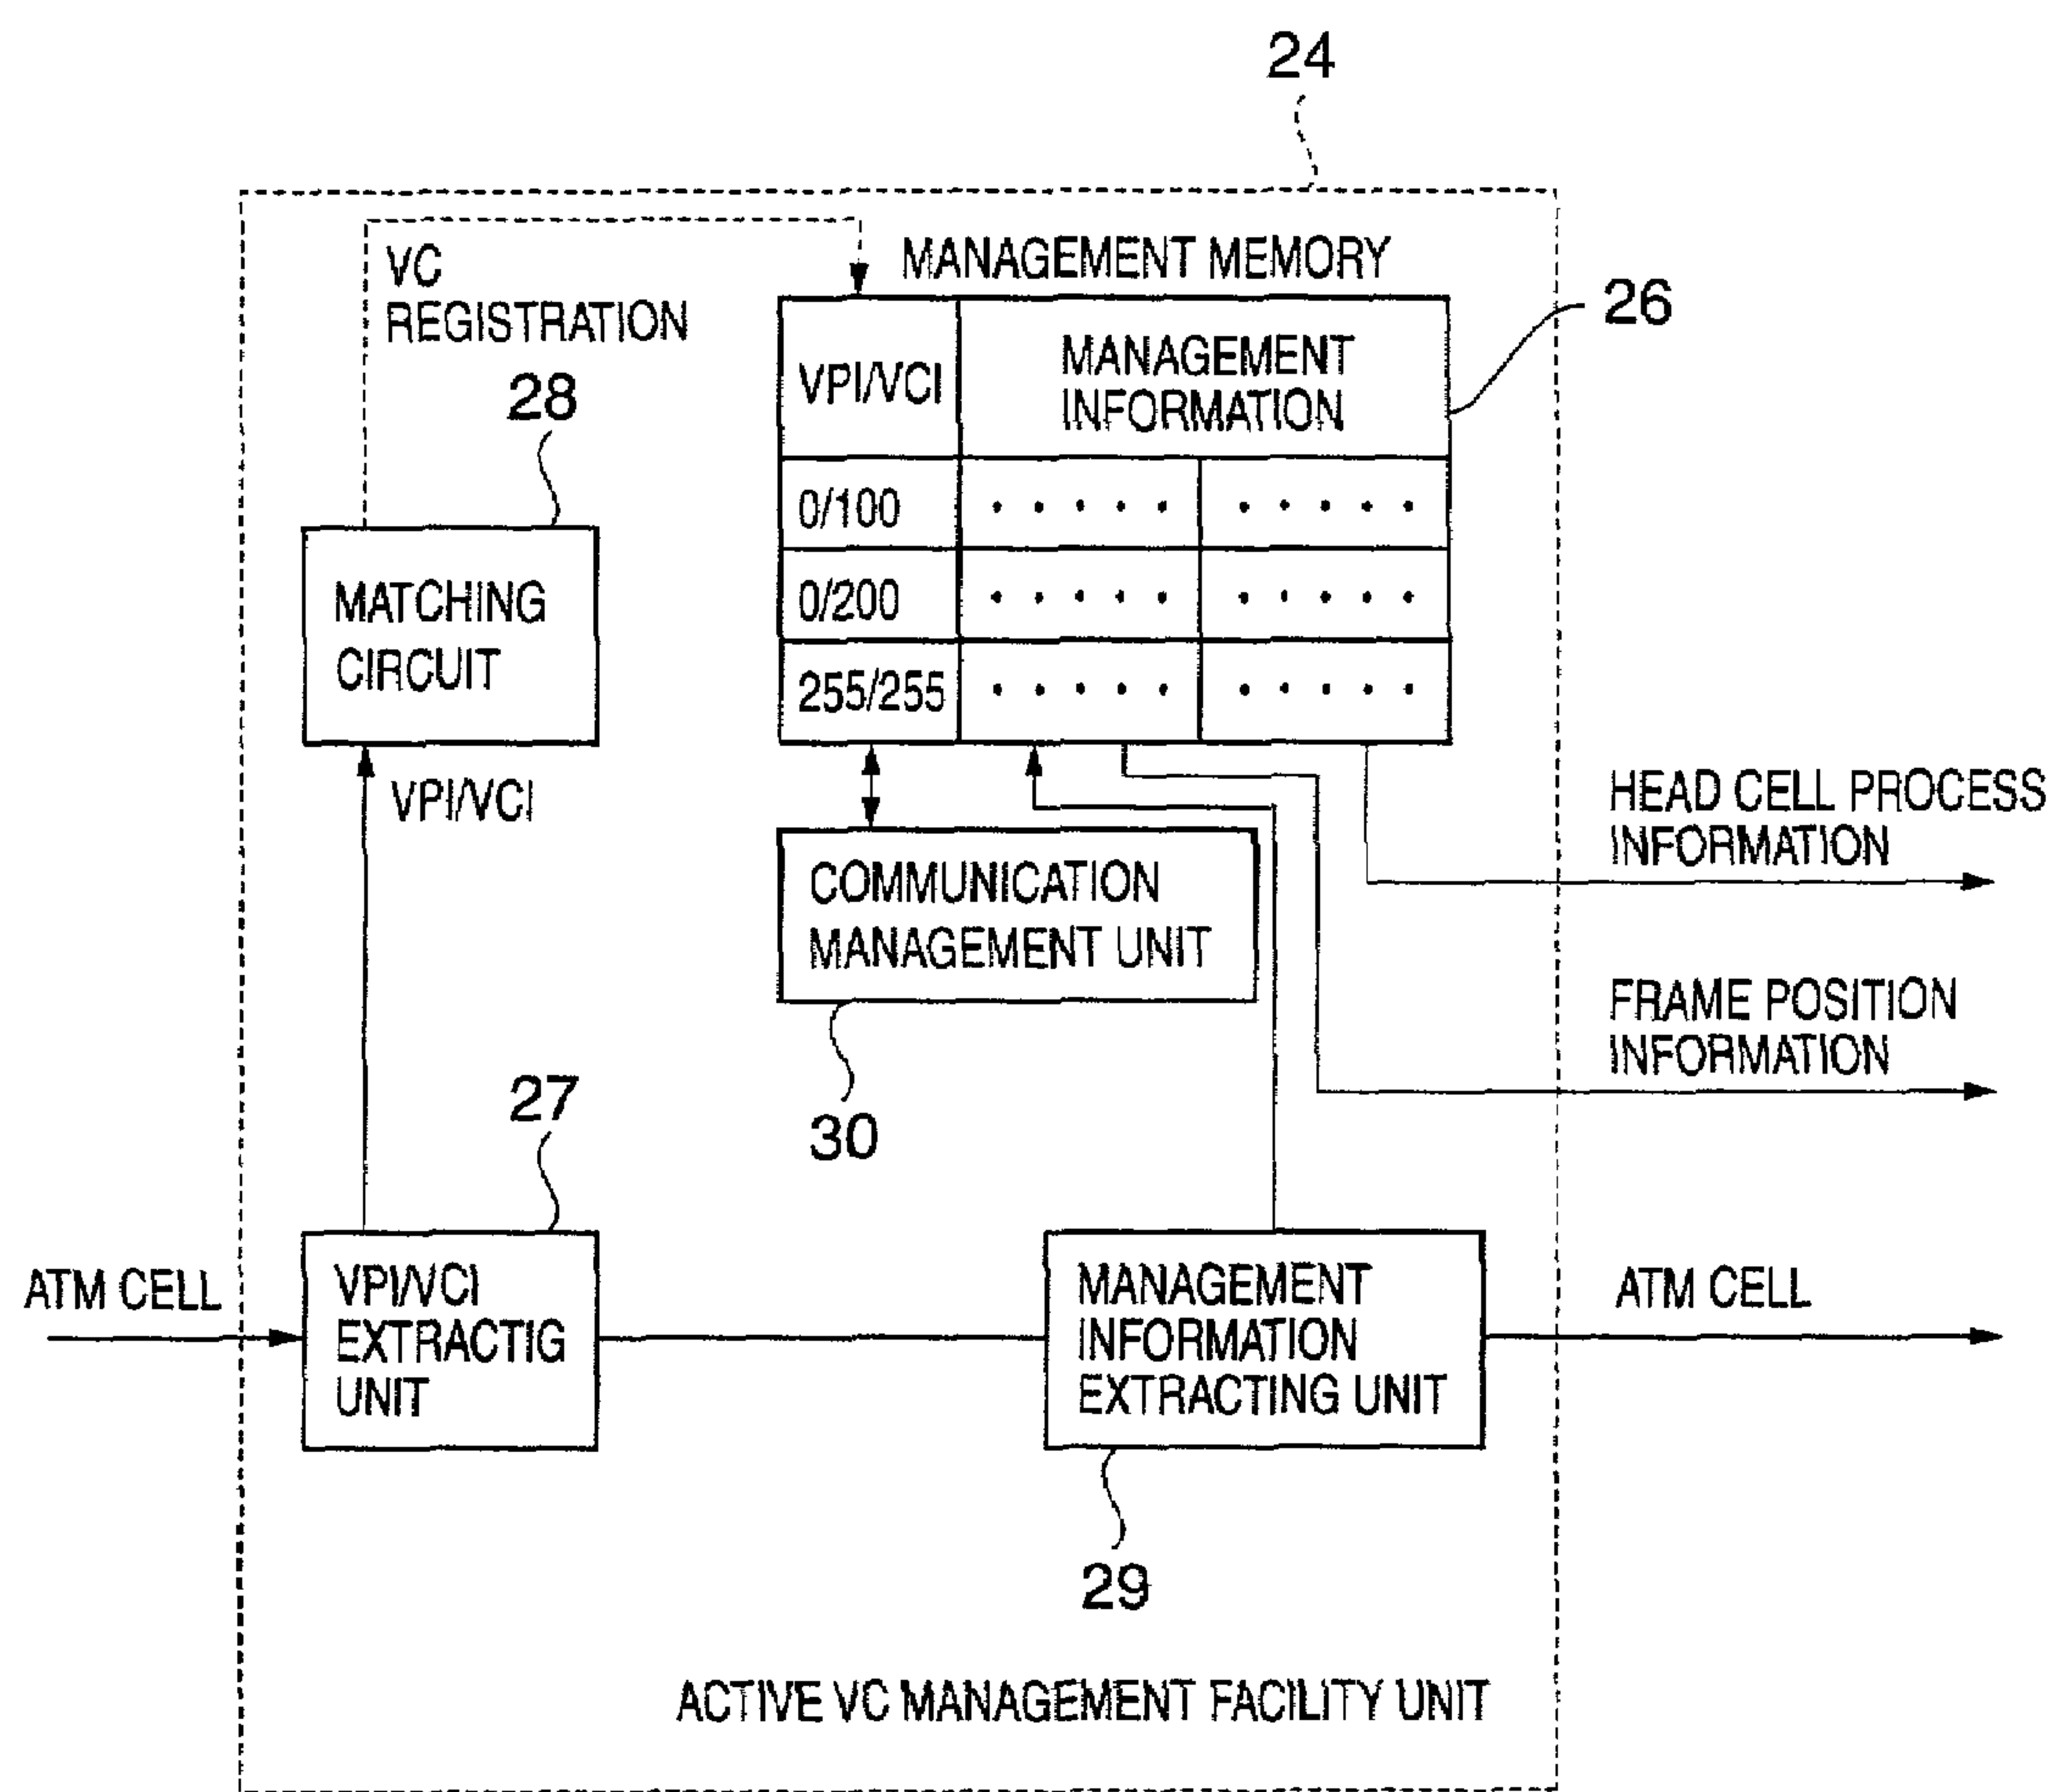 24
VC
REGISTRATION
MANAGEMENT MEMORY
26
VPI/VCI
MANAGEMENT
INFORMATION
28
0/100 ····· ·····
0/200 ····· ·····
255/255 ····· ·····
MATCHING
CIRCUIT
VPI/VCI
HEAD CELL PROCESS
INFORMATION
COMMUNICATION
MANAGEMENT UNIT
FRAME POSITION
INFORMATION
27
30
ATM CELL
VPI/VCI
EXTRACTIG
UNIT
MANAGEMENT
INFORMATION
EXTRACTING UNIT
ATM CELL
29
ACTIVE VC MANAGEMENT FACILITY UNIT